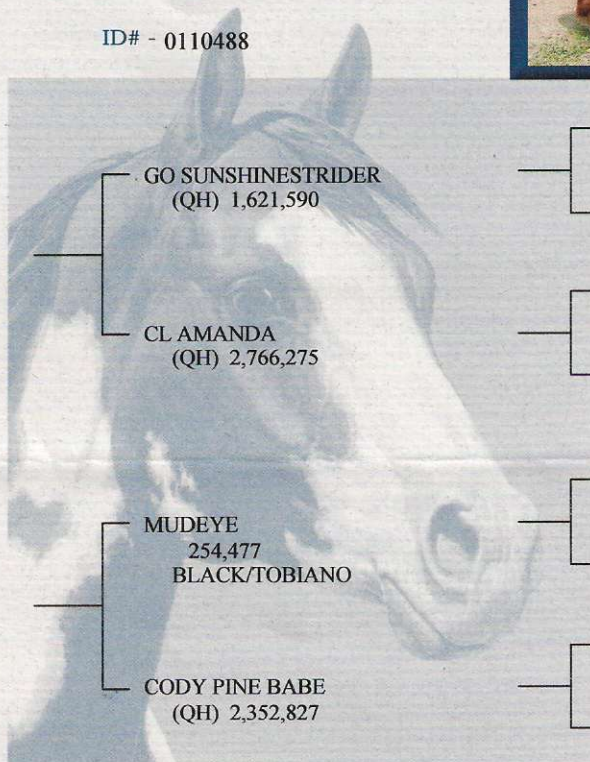 ID# - 0110488
GO SUNSHINESTRIDER
(QH) 1,621,590
CL AMANDA
(QH) 2,766,275
MUDEYE
254,477
BLACK/TOBIANO
CODY PINE BABE
(QH) 2,352,827